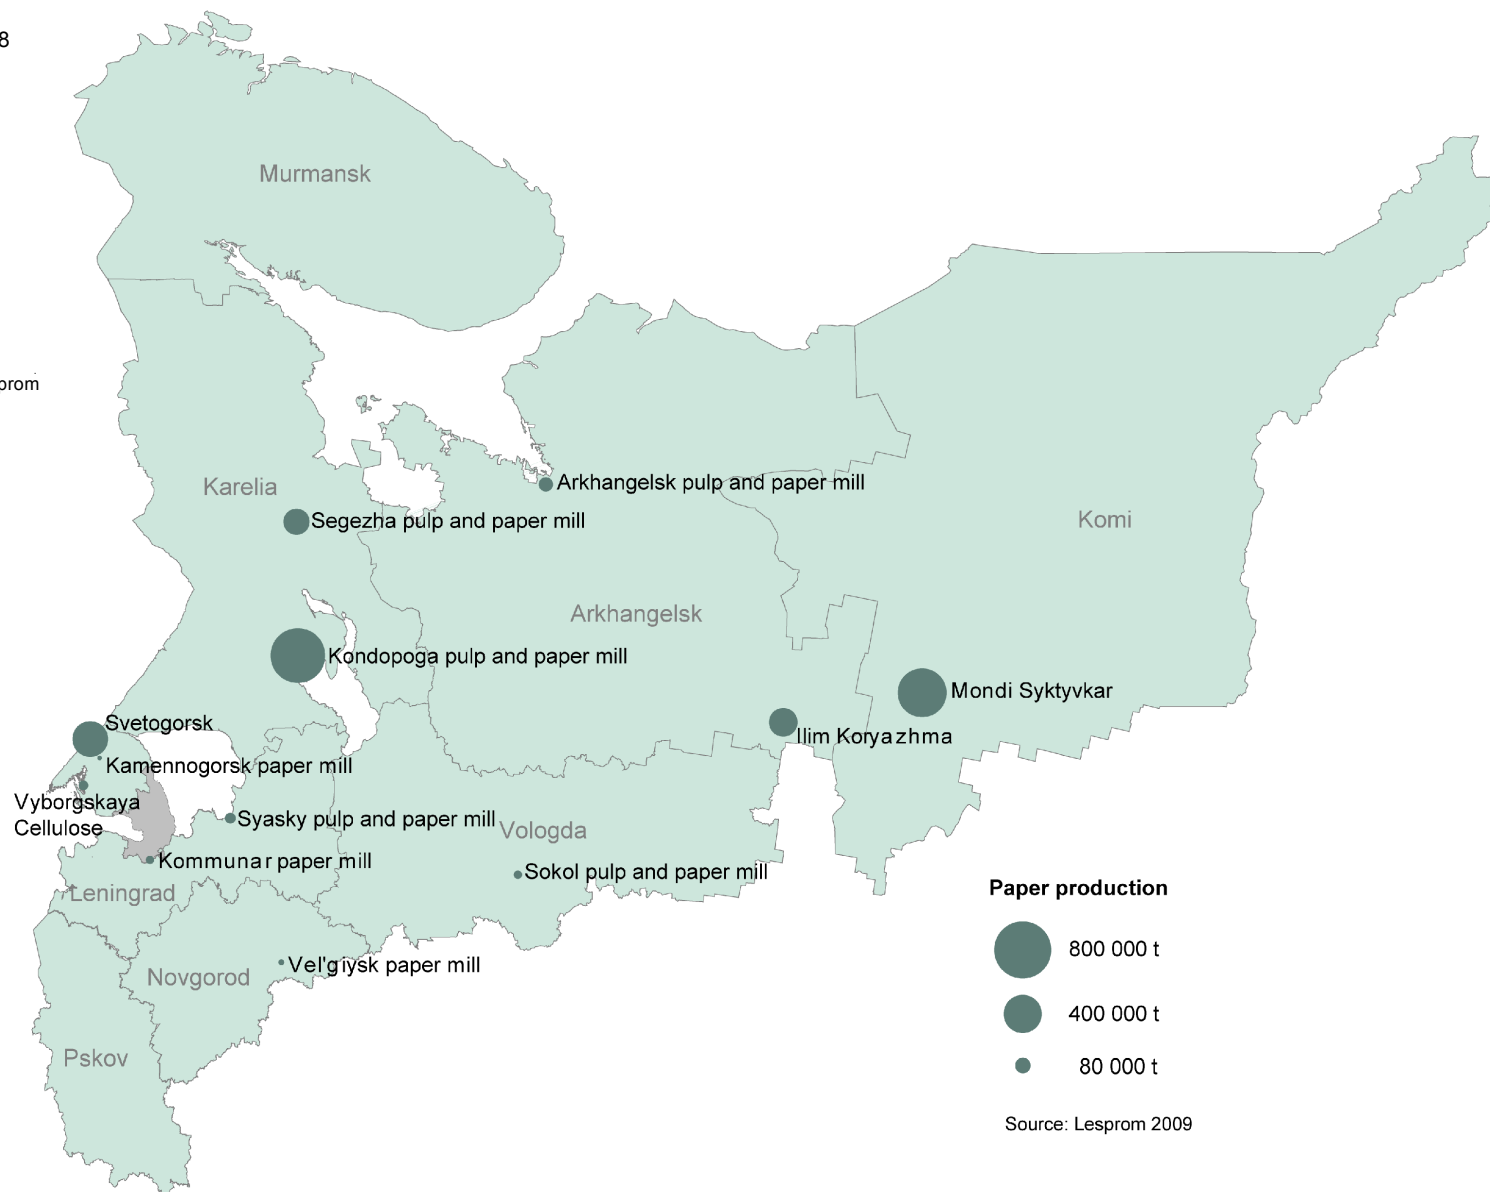 8
Murmansk
prom
Arkhangelsk pulp and paper mill
Karelia
Segezha pulp and paper mill
Komi
Arkhangelsk
Kondopoga pulp and paper mill
Mondi Syktyvkar
Svetogorsk
Ilim Koryazhma
Kamennogorsk paper mill
Vyborgskaya
Cellulose
Syasky pulp and paper mill
Vologda
Kommunar paper mill
Sokol pulp and paper mill
Leningrad
Vel'giysk paper mill
Novgorod
Pskov
Paper production
800 000 t
400 000 t
80 000 t
Source: Lesprom 2009